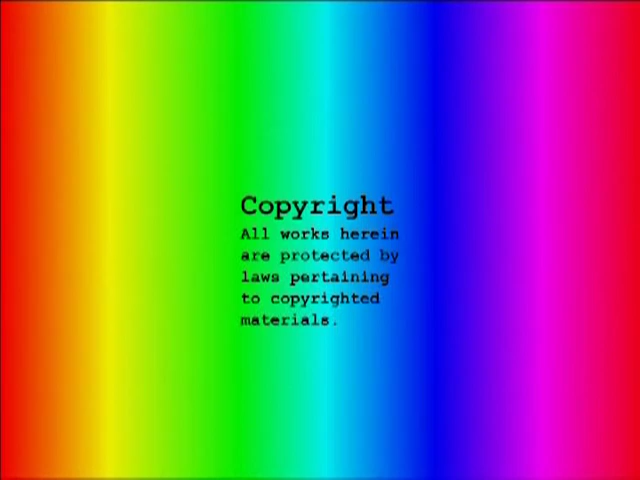 Copyright
All works herein
are protected by
laws pertaining
to copyrighted
materials.